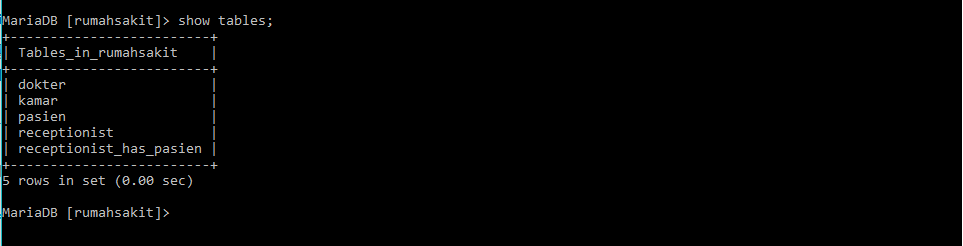 MariaDB [rumahsakit]> show tables;
+-------------------------+
| Tables_in_rumahsakit    |
+-------------------------+
| dokter                  |
| kamar                   |
| pasien                  |
| receptionist            |
| receptionist_has_pasien |
+-------------------------+
5 rows in set (0.00 sec)
MariaDB [rumahsakit]>